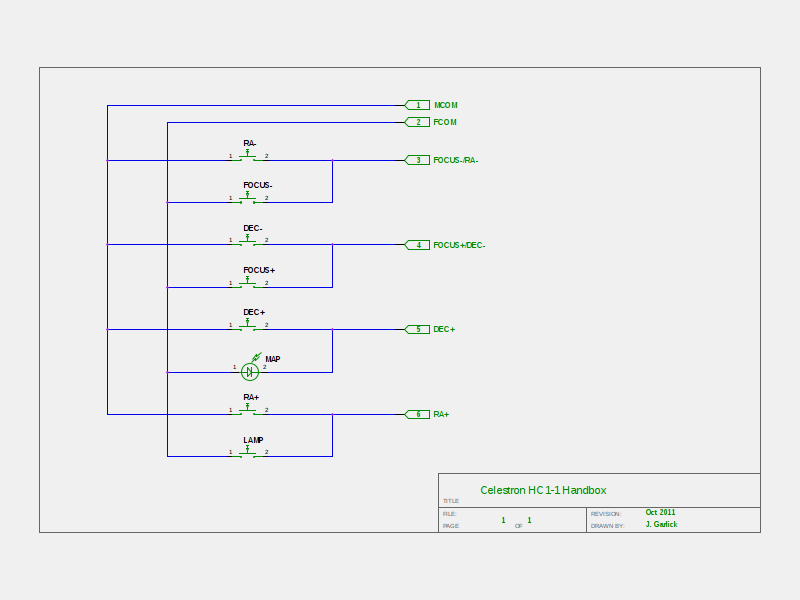 1 MCOM
2 FCOM
RA-
1 2 3 FOCUS-/RA-
FOCUS-
1 2
DEC-
1 2 4 FOCUS+/DEC-
FOCUS+
1 2
DEC+
1 2 5 DEC+
MAP
1 2
RA+
1 2 6 RA+
LAMP
1 2
Celestron HC 1-1 Handbox
TITLE
FILE:
REVISION: Oct 2011
PAGE 1 OF 1
DRAWN BY: J. Garlick